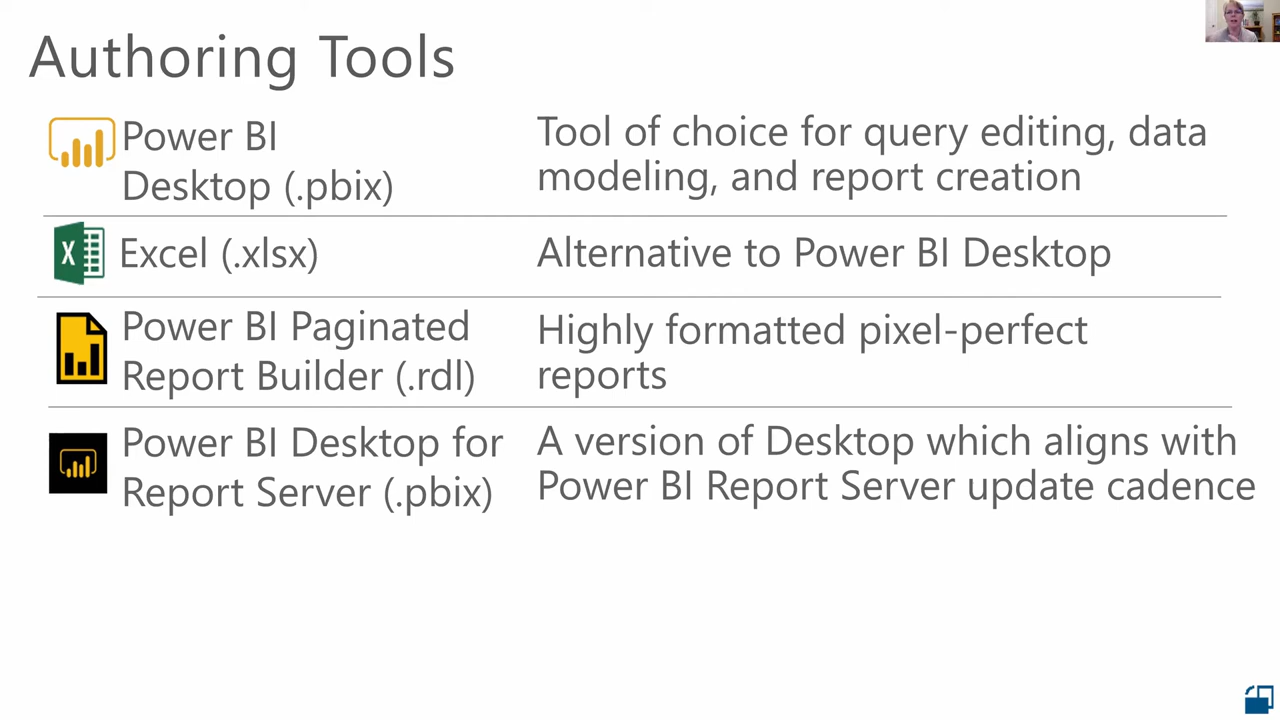 Authoring Tools
Power BI
Desktop (.pbix)
Tool of choice for query editing, data
modeling, and report creation
X
Excel (.xlsx)
Alternative to Power BI Desktop
Power BI Paginated
Report Builder (.rdl)
Highly formatted pixel-perfect
reports
Power BI Desktop for
Report Server (.pbix)
A version of Desktop which aligns with
Power BI Report Server update cadence